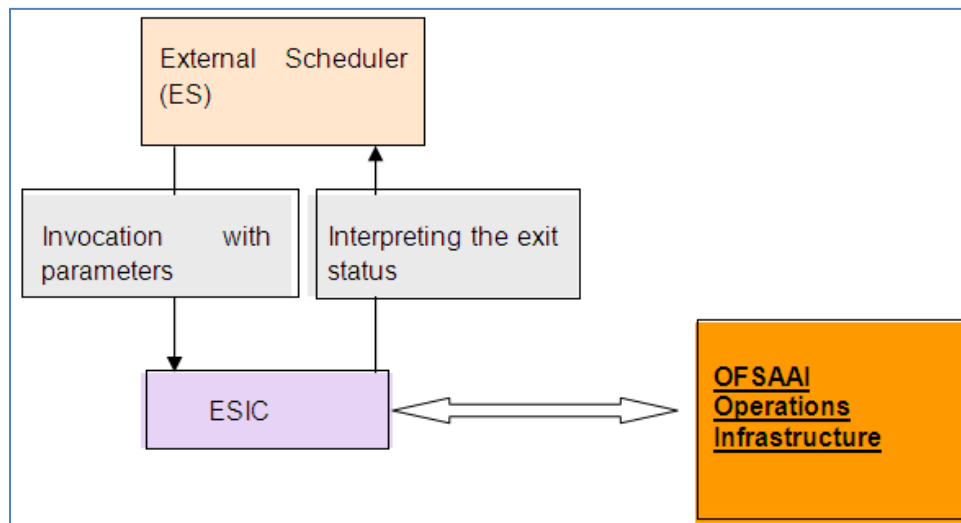 External Scheduler
(ES)
Invocation with
parameters
Interpreting the exit
status
ESIC
OFSAAI
Operations
Infrastructure